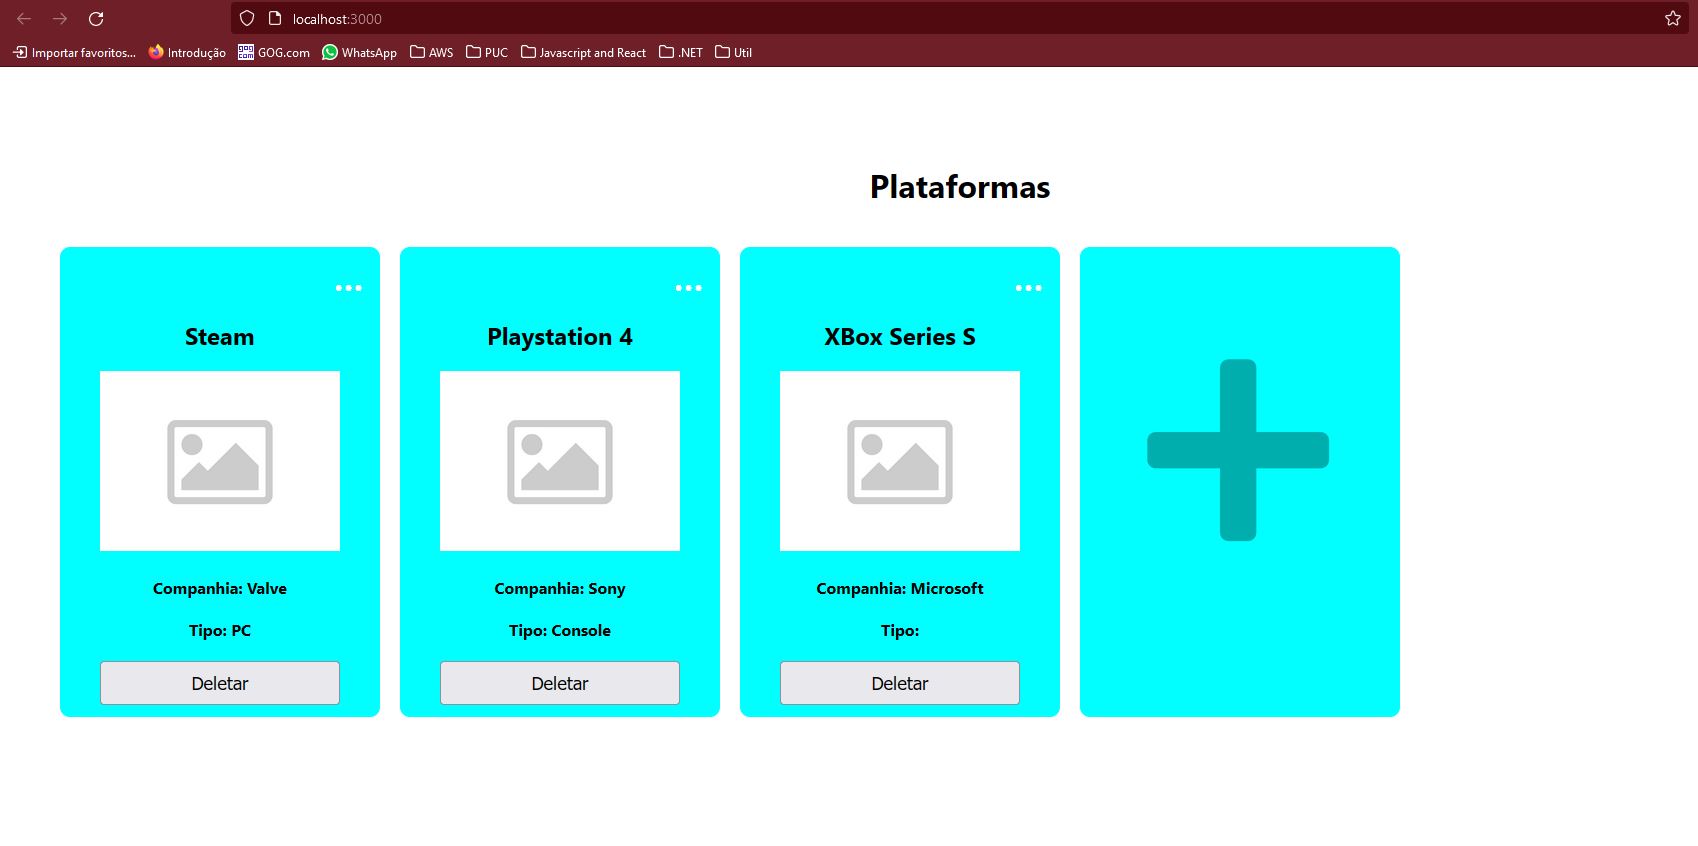 localhost:3000
Importar favoritos... Introdução GOG.com WhatsApp AWS PUC Javascript and React .NET Util
Plataformas
Steam
Companhia: Valve
Tipo: PC
Deletar
Playstation 4
Companhia: Sony
Tipo: Console
Deletar
XBox Series S
Companhia: Microsoft
Tipo:
Deletar